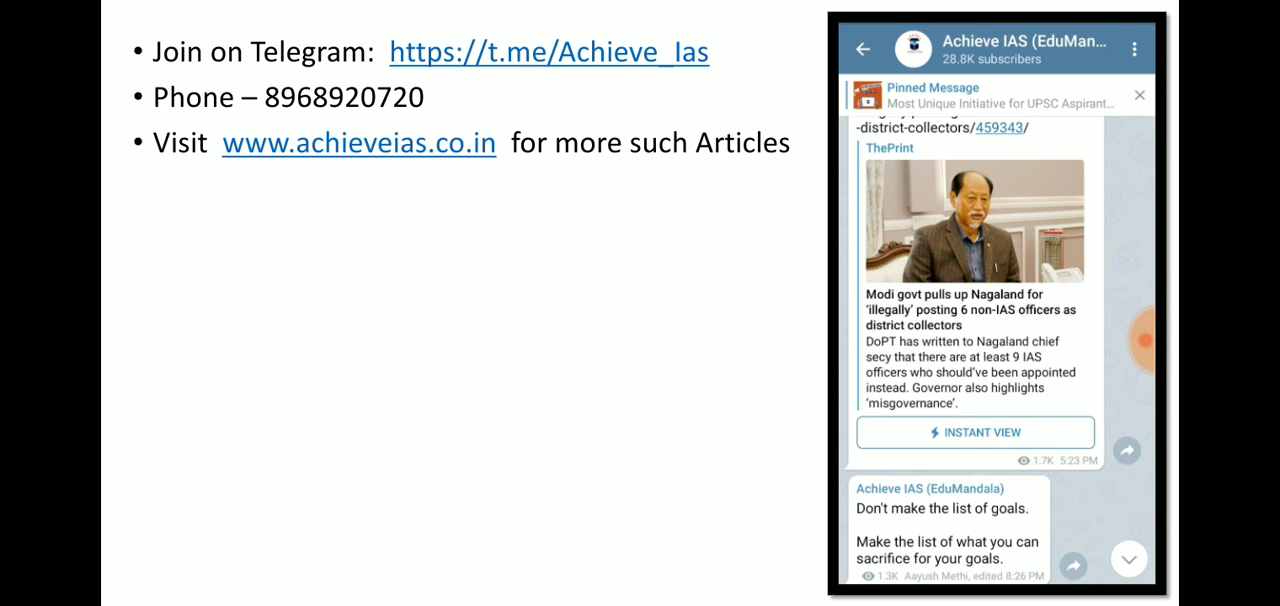 • Join on Telegram: https://t.me/Achieve_Ias
• Phone – 8968920720
• Visit www.achieveias.co.in for more such Articles
Achieve IAS (EduMan...
28.8K subscribers
Pinned Message
Most Unique Initiative for UPSC Aspirant...
-district-collectors/459343/
ThePrint
Modi govt pulls up Nagaland for
‘illegally’ posting 6 non-IAS officers as
district collectors
DoPT has written to Nagaland chief
secy that there are at least 9 IAS
officers who should’ve been appointed
instead. Governor also highlights
‘misgovernance’.
INSTANT VIEW
1.7K 5:23 PM
Achieve IAS (EduMandala)
Don't make the list of goals.
Make the list of what you can
sacrifice for your goals.
1.3K Aayush Methi, edited 8:26 PM